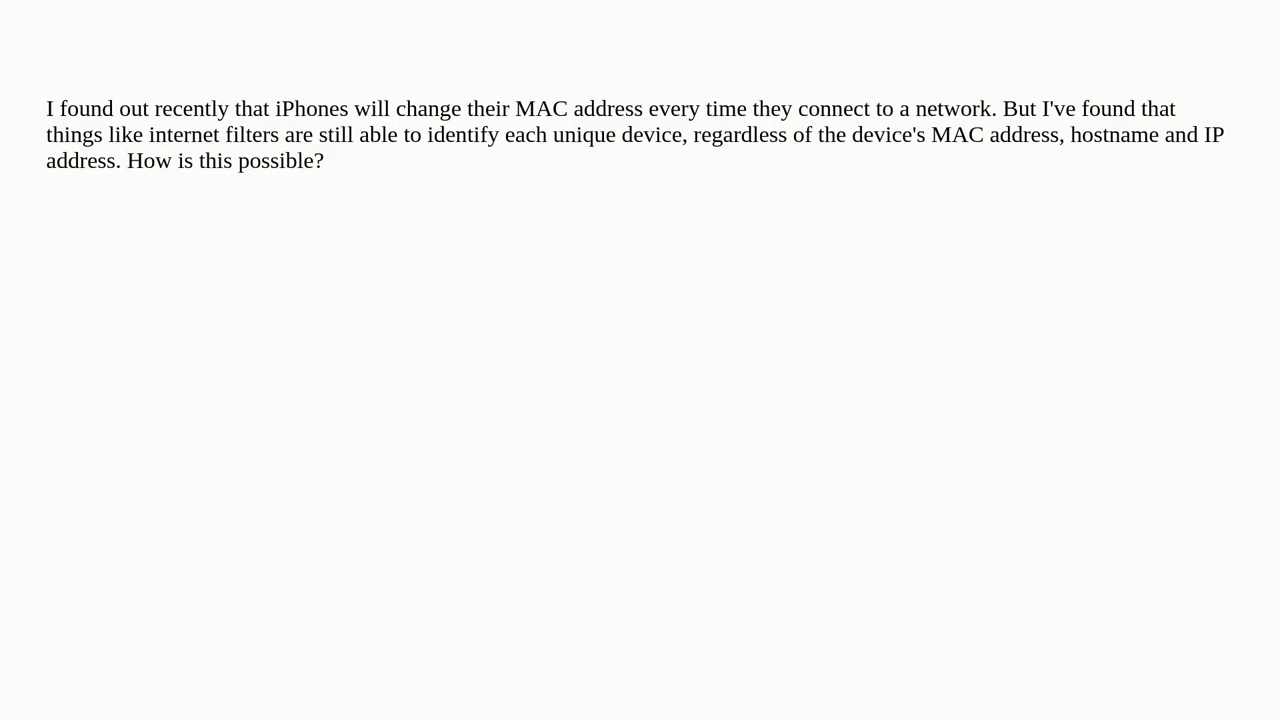 I found out recently that iPhones will change their MAC address every time they connect to a network. But I've found that
things like internet filters are still able to identify each unique device, regardless of the device's MAC address, hostname and IP
address. How is this possible?